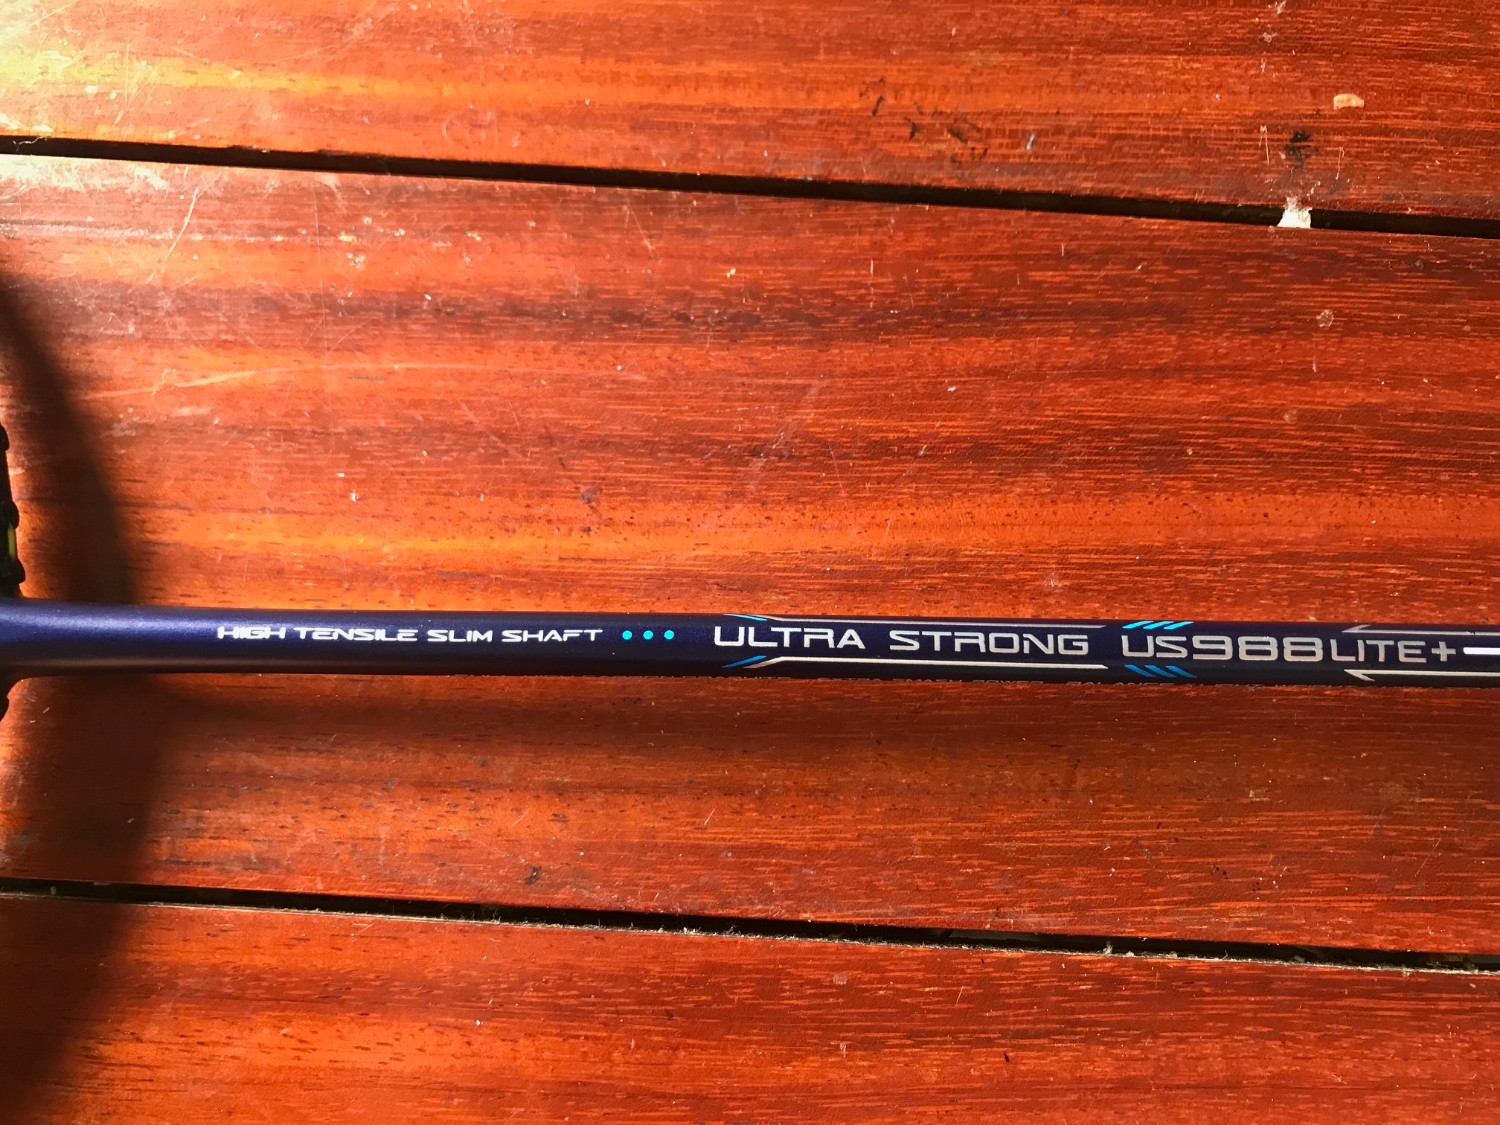 HIGH TENSILE SLIM SHAFT ULTRA STRONG US988LITE+